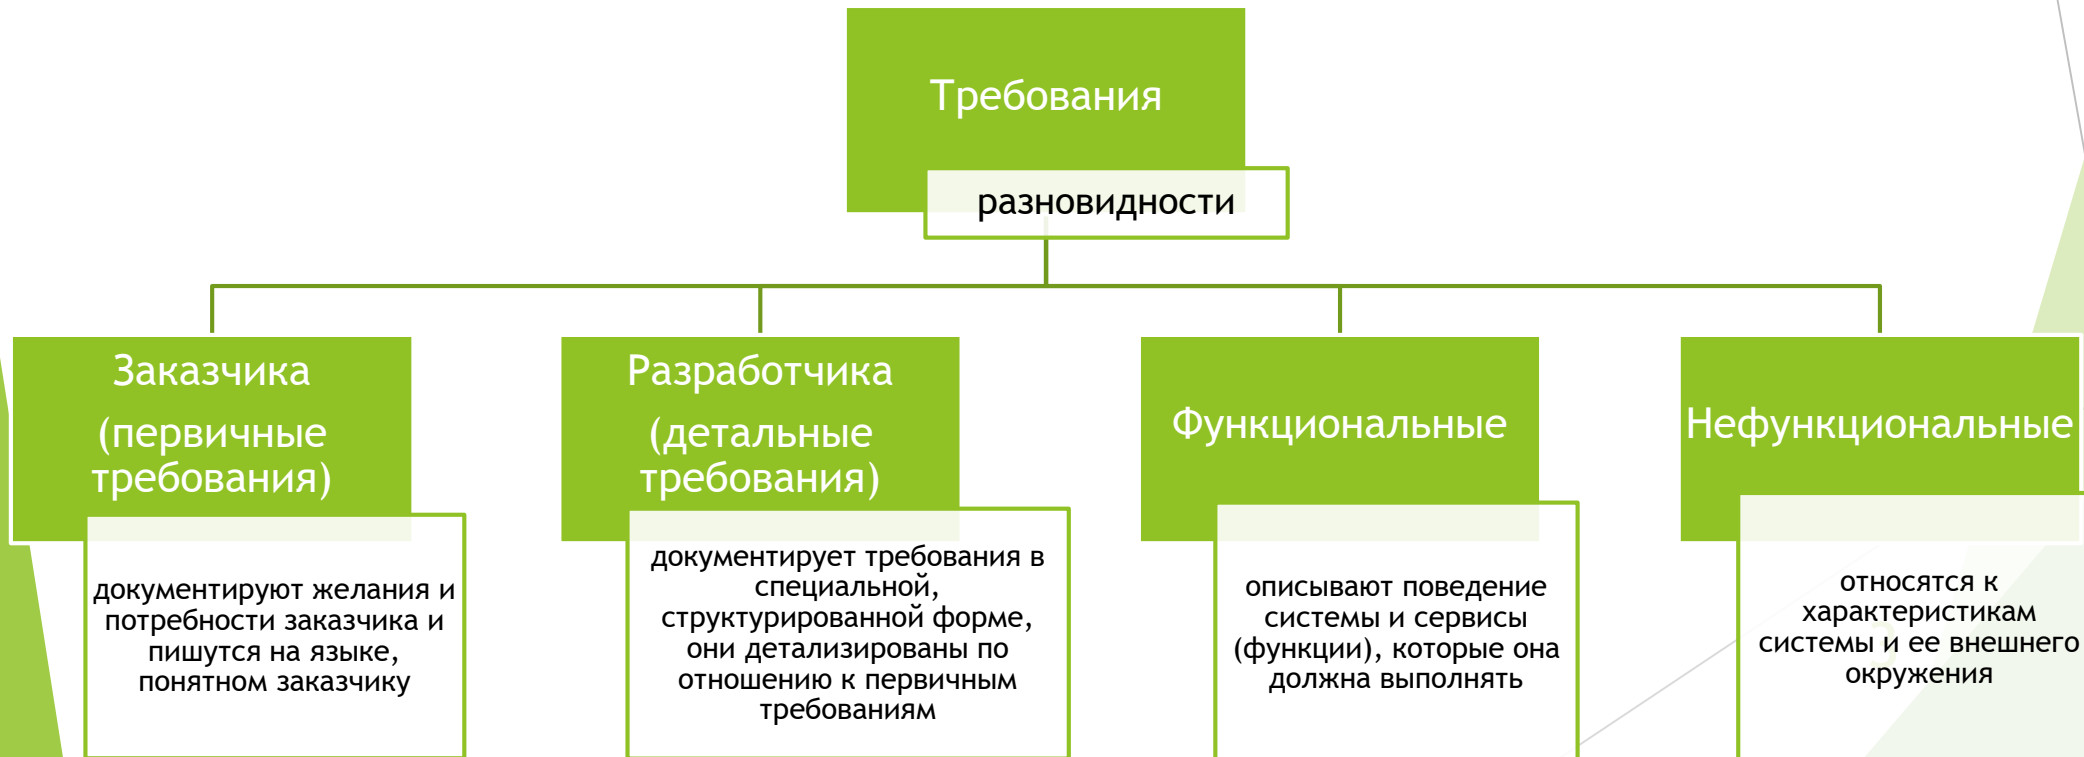 Требования
разновидности
Заказчика
(первичные
требования)
документируют желания и
потребности заказчика и
пишутся на языке,
понятном заказчику
Разработчика
(детальные
требования)
документирует требования в
специальной,
структурированной форме,
они детализированы по
отношению к первичным
требованиям
Функциональные
описывают поведение
системы и сервисы
(функции), которые она
должна выполнять
Нефункциональные
относятся к
характеристикам
системы и ее внешнего
окружения